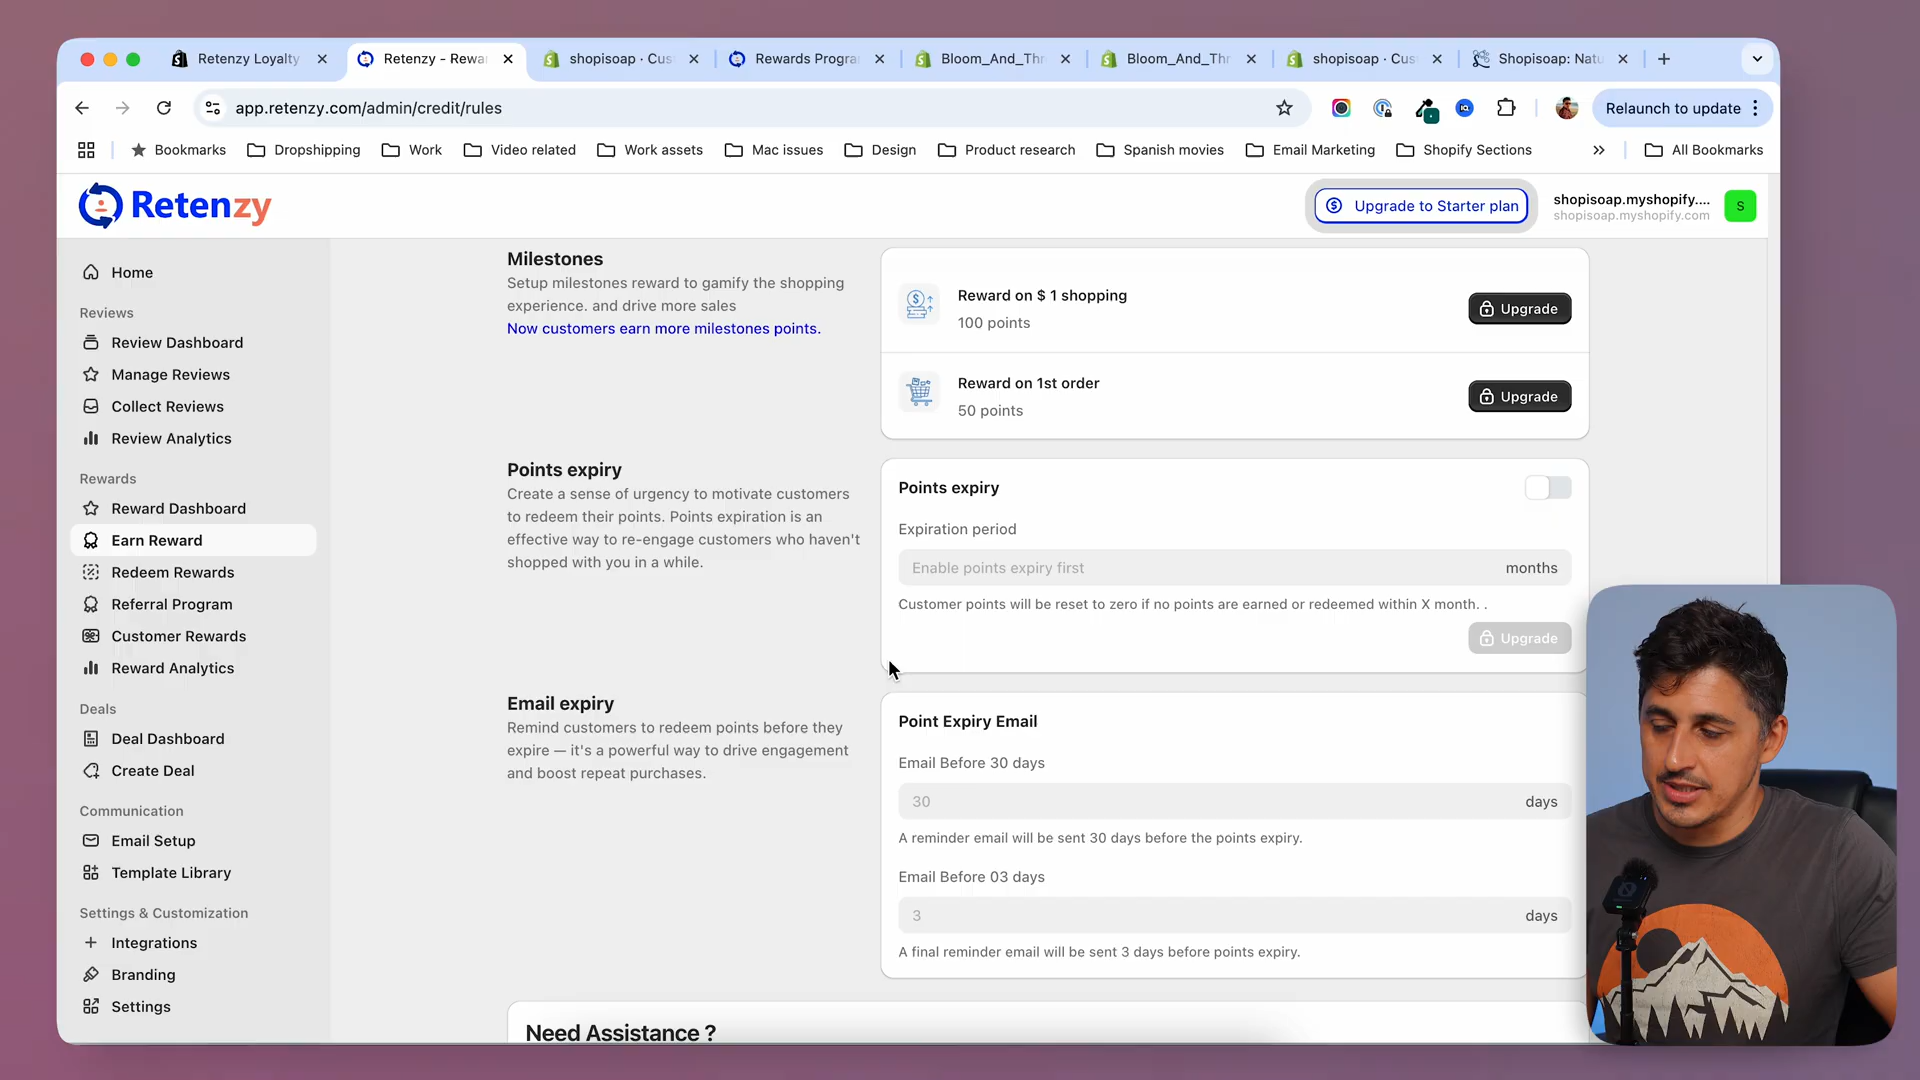 Retenzy Loyalty
Retenzy - Rewar
shopisoap · Cus
Rewards Progra
Bloom_And_Thr
Bloom_And_Thr
shopisoap · Cus
Shopisoap: Natu
app.retenzy.com/admin/credit/rules
Relaunch to update
Bookmarks
Dropshipping
Work
Video related
Work assets
Mac issues
Design
Product research
Spanish movies
Email Marketing
Shopify Sections
All Bookmarks
Retenzy
Upgrade to Starter plan
shopisoap.myshopify....
shopisoap.myshopify.com
S
Home
Reviews
Review Dashboard
Manage Reviews
Collect Reviews
Review Analytics
Rewards
Reward Dashboard
Earn Reward
Redeem Rewards
Referral Program
Customer Rewards
Reward Analytics
Deals
Deal Dashboard
Create Deal
Communication
Email Setup
Template Library
Settings & Customization
Integrations
Branding
Settings
Milestones
Setup milestones reward to gamify the shopping
experience. and drive more sales
Now customers earn more milestones points.
Reward on $ 1 shopping
100 points
Upgrade
Reward on 1st order
50 points
Upgrade
Points expiry
Create a sense of urgency to motivate customers
to redeem their points. Points expiration is an
effective way to re-engage customers who haven't
shopped with you in a while.
Points expiry
Expiration period
Enable points expiry first
months
Customer points will be reset to zero if no points are earned or redeemed within X month. .
Upgrade
Email expiry
Remind customers to redeem points before they
expire — it's a powerful way to drive engagement
and boost repeat purchases.
Point Expiry Email
Email Before 30 days
30
days
A reminder email will be sent 30 days before the points expiry.
Email Before 03 days
3
days
A final reminder email will be sent 3 days before points expiry.
Need Assistance ?